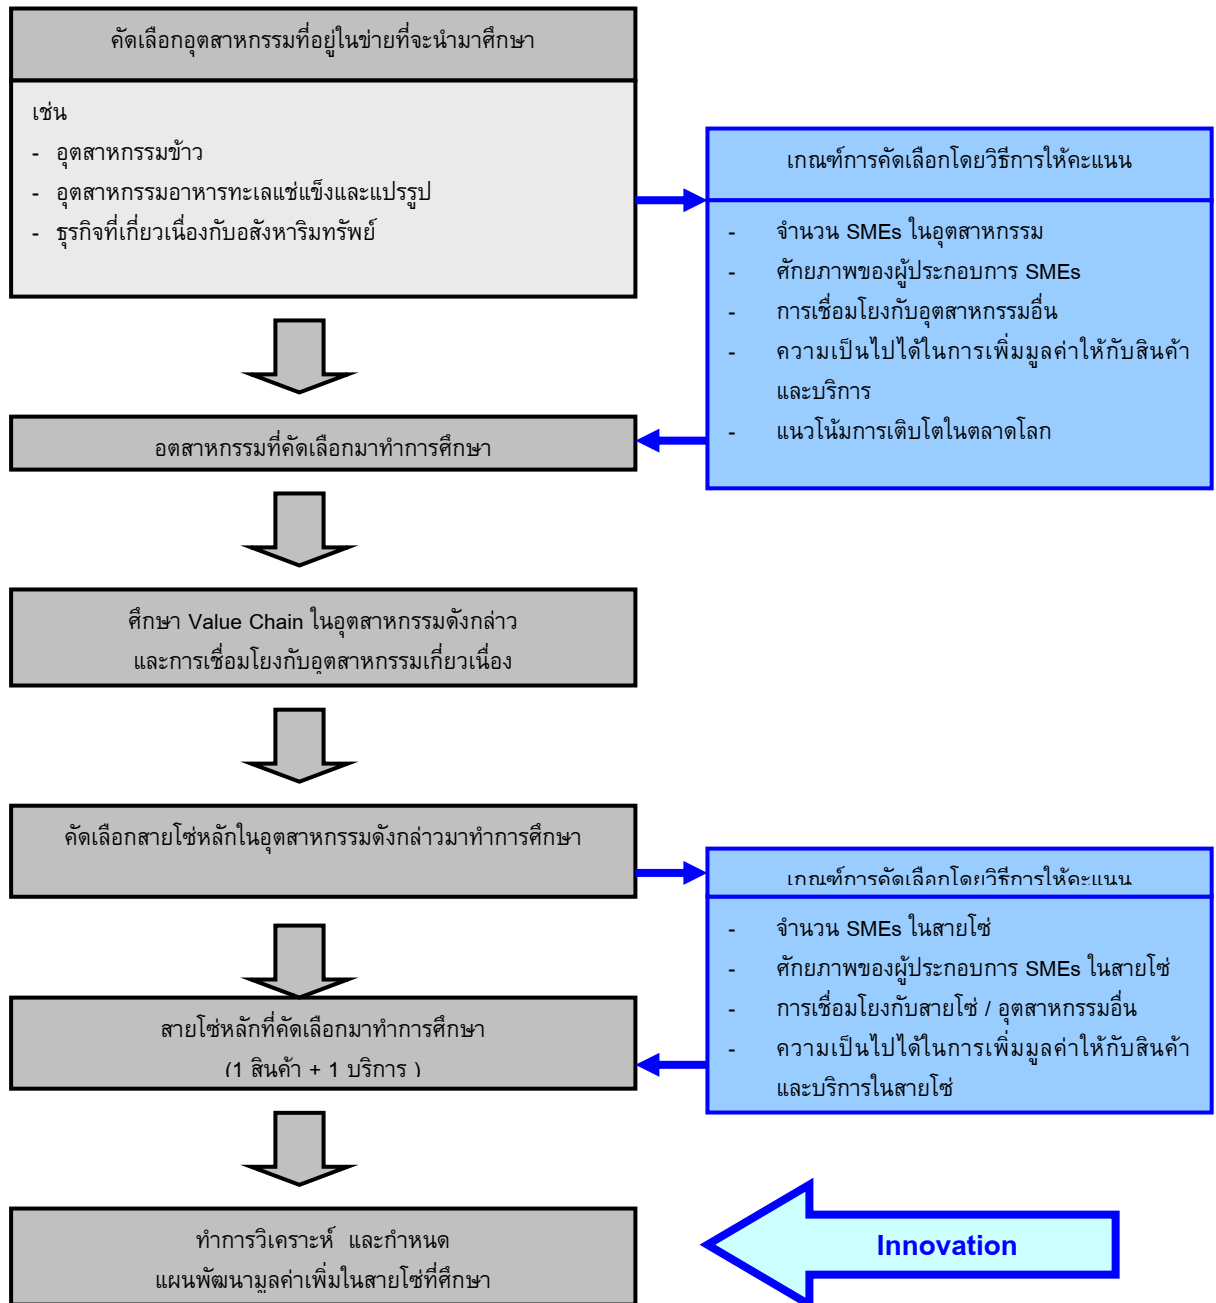 คัดเลือกอุตสาหกรรมที่อยู่ในข่ายที่จะนำมาศึกษา
เช่น
- อุตสาหกรรมข้าว
- อุตสาหกรรมอาหารทะเลแช่แข็งและแปรรูป
- ธุรกิจที่เกี่ยวเนื่องกับอสังหาริมทรัพย์
เกณฑ์การคัดเลือกโดยวิธีการให้คะแนน
- จำนวน SMEs ในอุตสาหกรรม
- ศักยภาพของผู้ประกอบการ SMEs
- การเชื่อมโยงกับอุตสาหกรรมอื่น
- ความเป็นไปได้ในการเพิ่มมูลค่าให้กับสินค้า
และบริการ
- แนวโน้มการเติบโตในตลาดโลก
อตสาหกรรมที่คัดเลือกมาทำการศึกษา
ศึกษา Value Chain ในอุตสาหกรรมดังกล่าว
และการเชื่อมโยงกับอุตสาหกรรมเกี่ยวเนื่อง
คัดเลือกสายโซ่หลักในอุตสาหกรรมดังกล่าวมาทำการศึกษา
เกณฑ์การคัดเลือกโดยวิธีการให้คะแนน
- จำนวน SMEs ในสายโซ่
- ศักยภาพของผู้ประกอบการ SMEs ในสายโซ่
- การเชื่อมโยงกับสายโซ่ / อุตสาหกรรมอื่น
- ความเป็นไปได้ในการเพิ่มมูลค่าให้กับสินค้า
และบริการในสายโซ่
สายโซ่หลักที่คัดเลือกมาทำการศึกษา
(1 สินค้า + 1 บริการ )
ทำการวิเคราะห์ และกำหนด
แผนพัฒนามูลค่าเพิ่มในสายโซ่ที่ศึกษา
Innovation